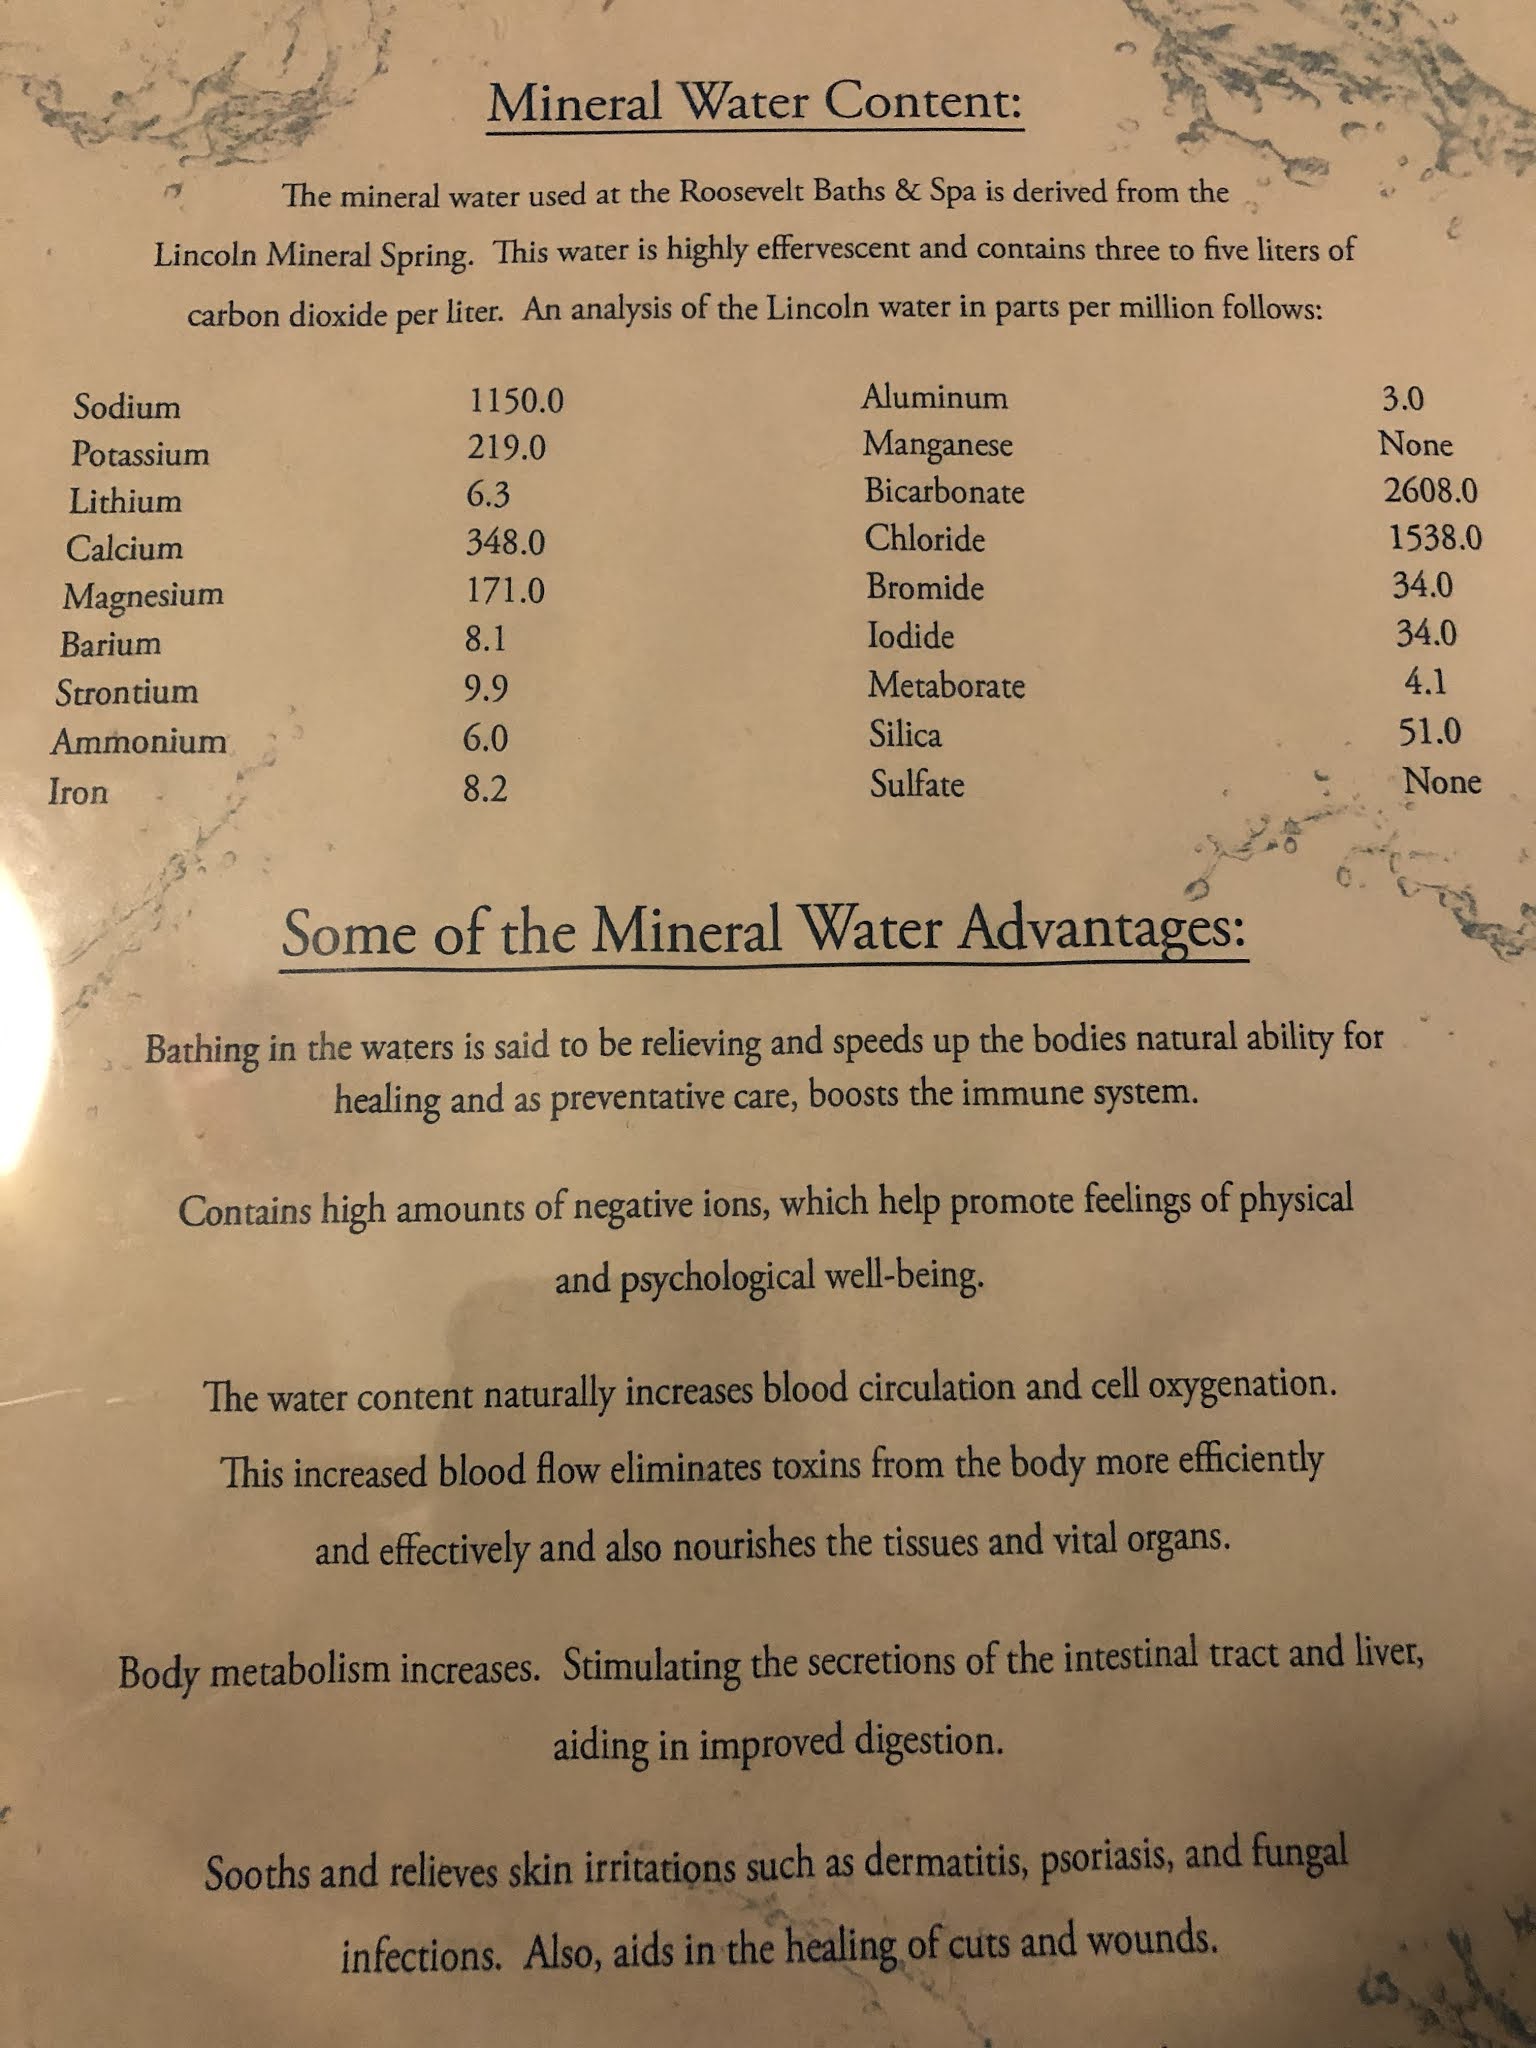 Mineral Water Content:
The mineral water used at the Roosevelt Baths & Spa is derived from the
Lincoln Mineral Spring. This water is highly effervescent and contains three to five liters of
carbon dioxide per liter. An analysis of the Lincoln water in parts per million follows:
Sodium 1150.0 Aluminum 3.0
Potassium 219.0 Manganese None
Lithium 6.3 Bicarbonate 2608.0
Calcium 348.0 Chloride 1538.0
Magnesium 171.0 Bromide 34.0
Barium 8.1 Iodide 34.0
Strontium 9.9 Metaborate 4.1
Ammonium 6.0 Silica 51.0
Iron 8.2 Sulfate None
Some of the Mineral Water Advantages:
Bathing in the waters is said to be relieving and speeds up the bodies natural ability for
healing and as preventative care, boosts the immune system.
Contains high amounts of negative ions, which help promote feelings of physical
and psychological well-being.
The water content naturally increases blood circulation and cell oxygenation.
This increased blood flow eliminates toxins from the body more efficiently
and effectively and also nourishes the tissues and vital organs.
Body metabolism increases. Stimulating the secretions of the intestinal tract and liver,
aiding in improved digestion.
Sooths and relieves skin irritations such as dermatitis, psoriasis, and fungal
infections. Also, aids in the healing of cuts and wounds.